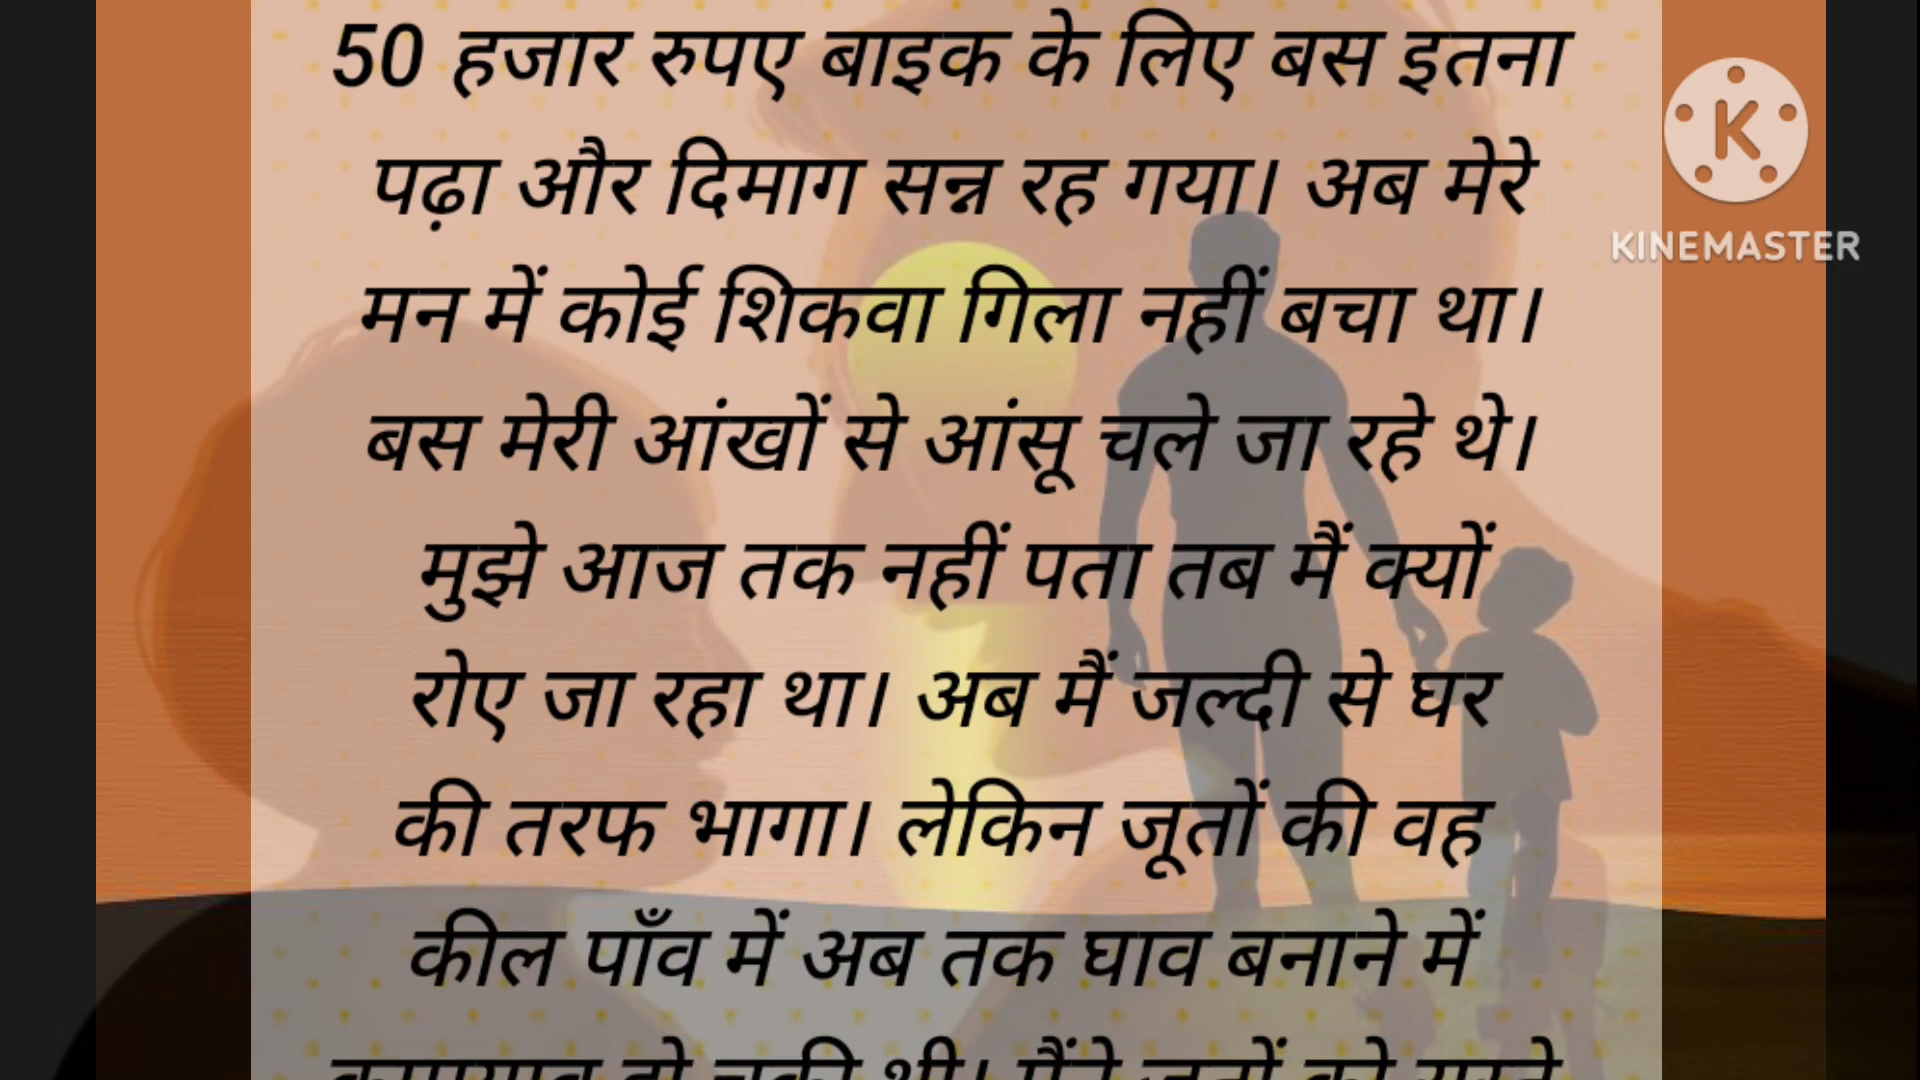 50 हजार रुपए बाइक के लिए बस इतना
पढ़ा और दिमाग सन्न रह गया। अब मेरे
मन में कोई शिकवा गिला नहीं बचा था।
बस मेरी आंखों से आंसू चले जा रहे थे।
मुझे आज तक नहीं पता तब मैं क्यों
रोए जा रहा था। अब मैं जल्दी से घर
की तरफ भागा। लेकिन जूतों की वह
कील पाँव में अब तक घाव बनाने में
हो चुकी थी। मैंने जूतों को
K
KINEMASTER